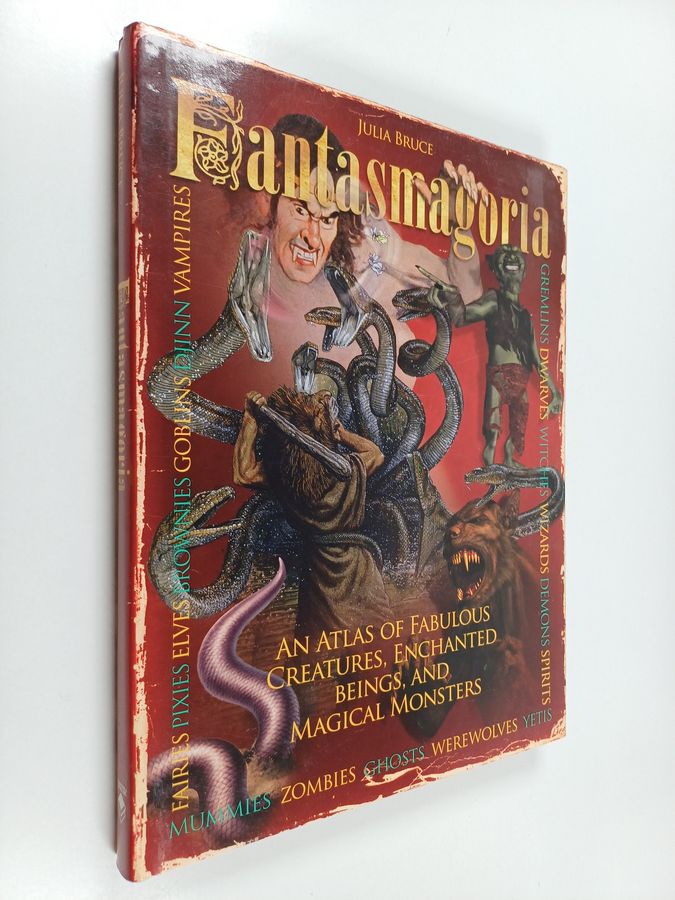 JULIA BRUCE
Fantasmagoria
FAIRIES PIXIES ELVES BROWNIES GOBLINS DJINN VAMPIRES
GREMLINS DWARVES WITCHES WIZARDS DEMONS SPIRITS
AN ATLAS OF FABULOUS
CREATURES, ENCHANTED
BEINGS, AND
MAGICAL MONSTERS
MUMMIES ZOMBIES GHOSTS WEREWOLVES YETIS
Fantasmagoria